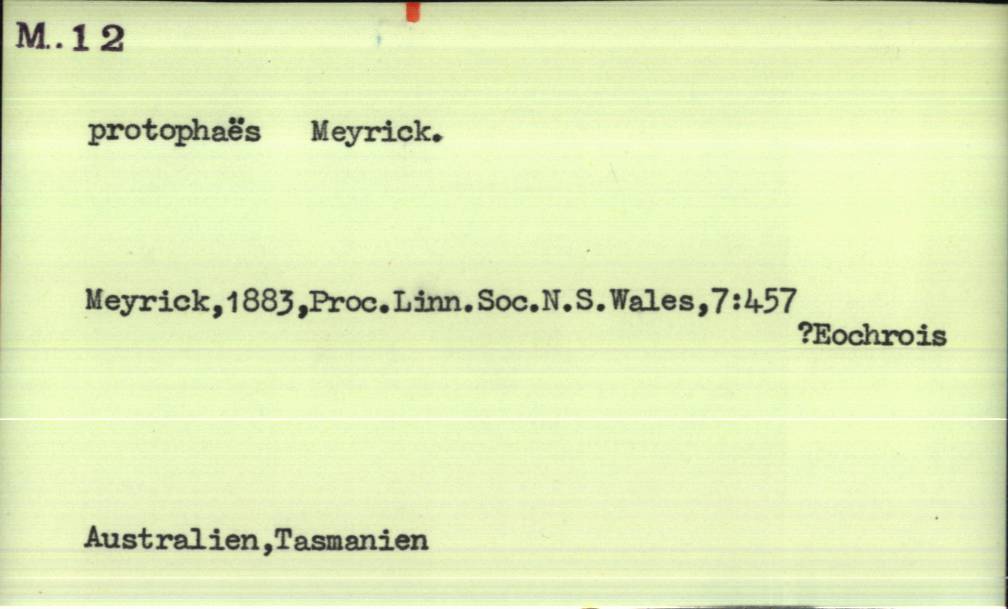 M..12
protophaës Meyrick.
Meyrick,1883,Proc.Linn.Soc.N.S.Wales,7:457
?Eochrois
Australien,Tasmanien